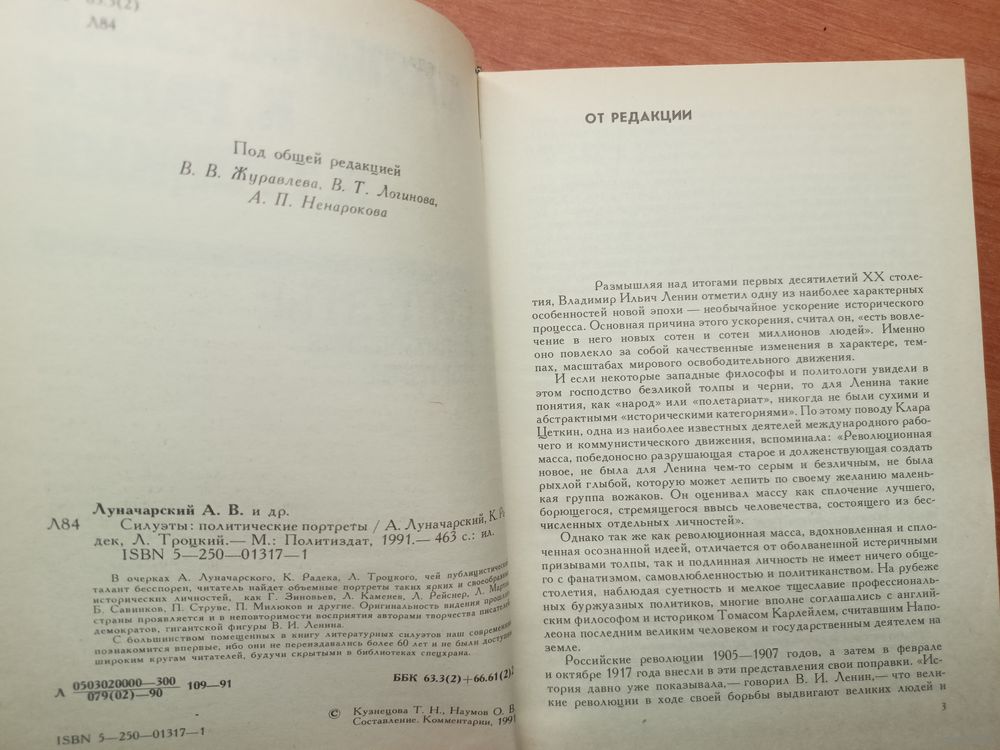 63.3(2)
Л84
Под общей редакцией
В. В. Журавлева, В. Т. Логинова,
А. П. Ненарокова
Луначарский А. В. и др.
Л84 Силуэты: политические портреты / А. Луначарский, К. Ра
дек, Л. Троцкий.— М.: Политиздат, 1991.— 463 с.: ил.
ISBN 5—250—01317—1
В очерках А. Луначарского, К. Радека, Л. Троцкого, чей публицистический
талант бесспорен, читатель найдет объемные портреты таких ярких и своеобразных
исторических личностей, как Г. Зиновьев, Л. Каменев, Л. Рейснер, Л. Мартов,
Б. Савинков, П. Струве, П. Милюков и другие. Оригинальность видения прошлого
страны проявляется и в неповторимости восприятия авторами творчества писателей
демократов, гигантской фигуры В. И. Ленина.
С большинством помещенных в книгу литературных силуэтов наш современник
познакомится впервые, ибо они не переиздавались более 60 лет и не были доступны
широким кругам читателей, будучи скрытыми в библиотеках спецхрана.
Л 0503020000—300 109—91
079(02)—90
ББК 63.3(2)+66.61(2)
© Кузнецова Т. Н., Наумов О. В.
Составление. Комментарии, 1991
ISBN 5—250—01317—1
ОТ РЕДАКЦИИ
Размышляя над итогами первых десятилетий XX столе-
тия, Владимир Ильич Ленин отметил одну из наиболее характерных
особенностей новой эпохи — необычайное ускорение исторического
процесса. Основная причина этого ускорения, считал он, «есть вовле-
чение в него новых сотен и сотен миллионов людей». Именно
оно повлекло за собой качественные изменения в характере, тем-
пах, масштабах мирового освободительного движения.
И если некоторые западные философы и политологи увидели в
этом господство безликой толпы и черни, то для Ленина такие
понятия, как «народ» или «полетариат», никогда не были сухими и
абстрактными «историческими категориями». По этому поводу Клара
Цеткин, одна из наиболее известных деятелей международного рабо-
чего и коммунистического движения, вспоминала: «Революционная
масса, победоносно разрушающая старое и долженствующая создать
новое, не была для Ленина чем-то серым и безличным, не была
рыхлой глыбой, которую может лепить по своему желанию малень-
кая группа вожаков. Он оценивал массу как сплочение лучшего,
борющегося, стремящегося ввысь человечества, состоящего из бес-
численных отдельных личностей».
Однако так же как революционная масса, вдохновленная и спло-
ченная осознанной идеей, отличается от оболваненной истеричными
призывами толпы, так и подлинная личность не имеет ничего обще-
го с фанатизмом, самовлюбленностью и политиканством. На рубеже
столетия, наблюдая суетность и мелкое тщеславие профессиональ-
ных буржуазных политиков, многие вполне соглашались с англий-
ским философом и историком Томасом Карлейлем, считавшим Напо-
леона последним великим человеком и государственным деятелем на
земле.
Российские революции 1905—1907 годов, а затем в феврале
и октябре 1917 года внесли в эти представления свои поправки. «Ис-
тория давно уже показывала,— говорил В. И. Ленин,— что вели-
кие революции в ходе своей борьбы выдвигают великих людей и
3